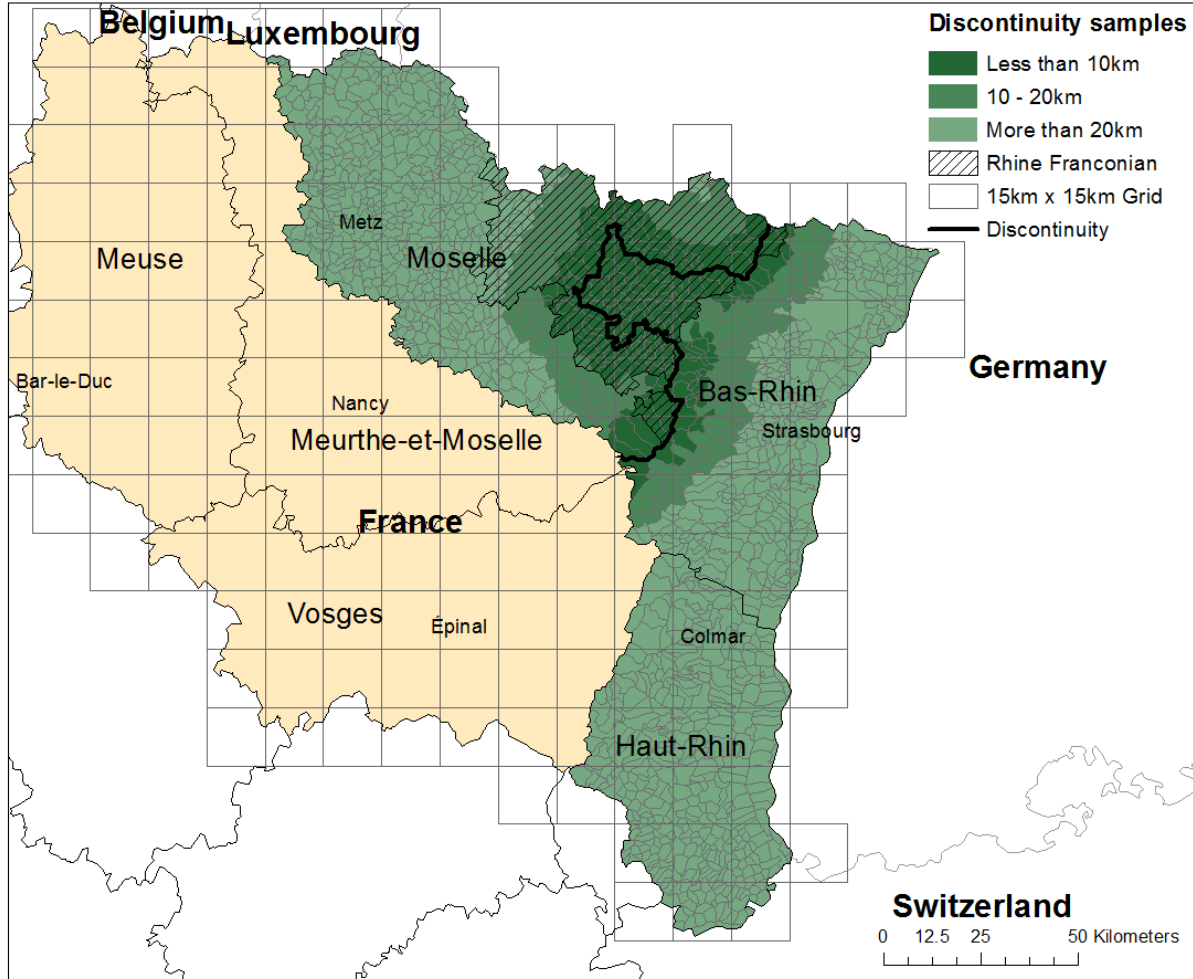 Belgium
Luxembourg
Discontinuity samples
Less than 10km
10 - 20km
More than 20km
Rhine Franconian
15km x 15km Grid
Discontinuity
Metz
Meuse
Moselle
Germany
Bar-le-Duc
Nancy
Bas-Rhin
Strasbourg
Meurthe-et-Moselle
France
Vosges
Épinal
Colmar
Haut-Rhin
Switzerland
0 12.5 25 50 Kilometers